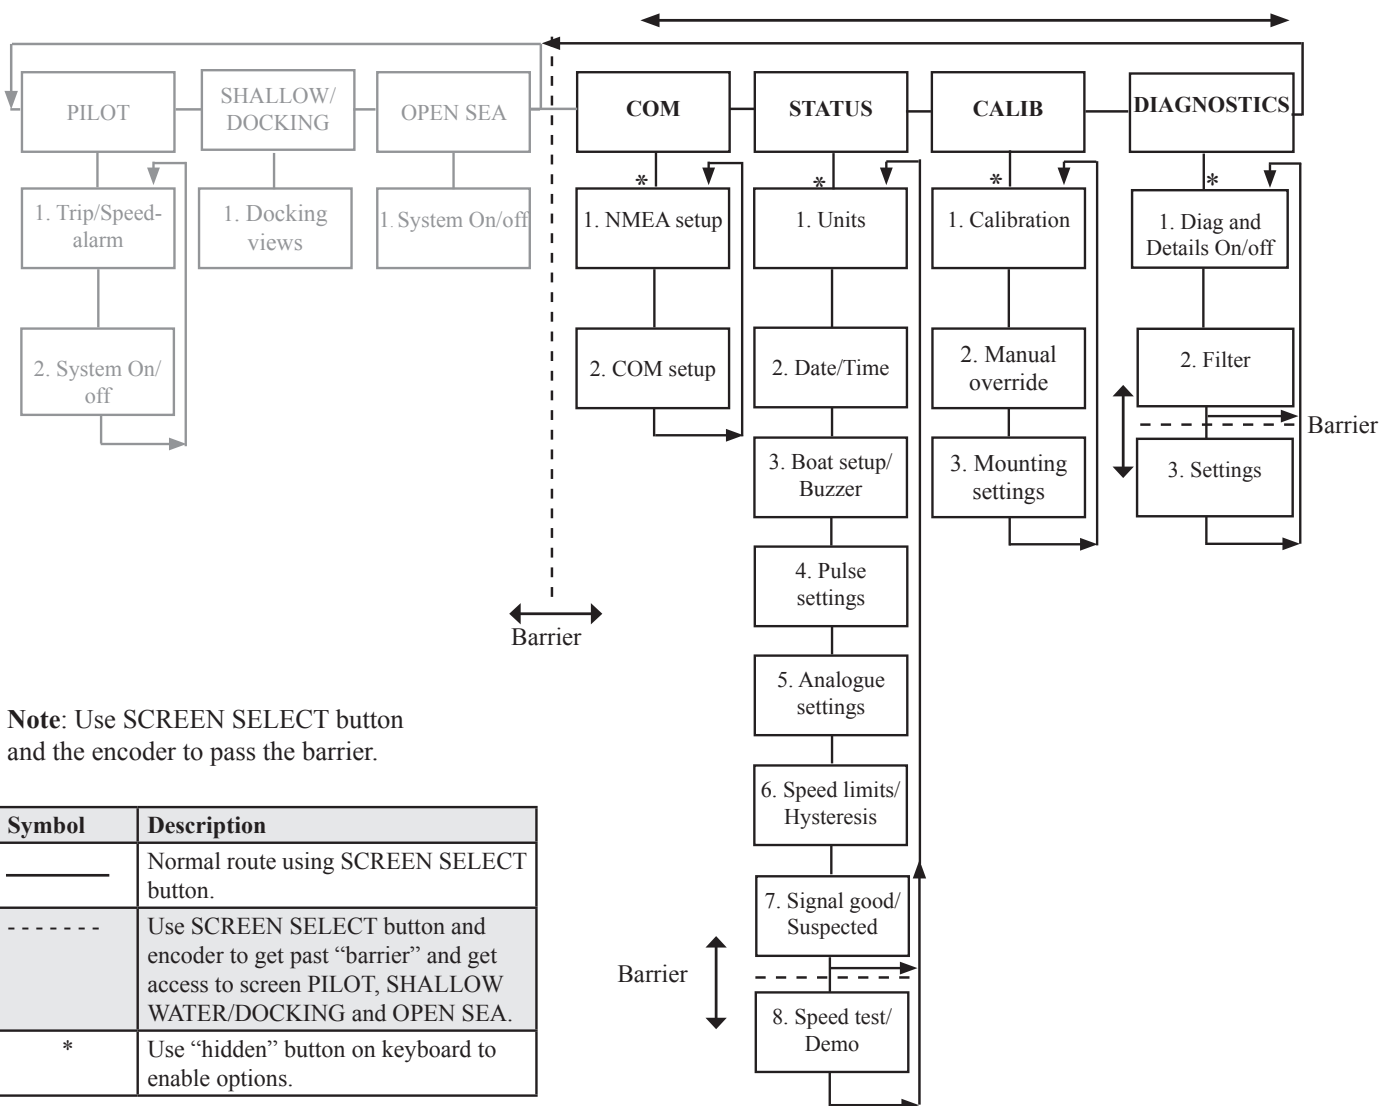 PILOT
SHALLOW/
DOCKING
OPEN SEA
COM
STATUS
CALIB
DIAGNOSTICS
*
*
*
*
1. Trip/Speed-
alarm
1. Docking
views
1. System On/off
1. NMEA setup
1. Units
1. Calibration
1. Diag and
Details On/off
2. System On/
off
2. COM setup
2. Date/Time
2. Manual
override
2. Filter
Barrier
3. Boat setup/
Buzzer
3. Mounting
settings
3. Settings
4. Pulse
settings
Barrier
5. Analogue
settings
6. Speed limits/
Hysteresis
7. Signal good/
Suspected
Barrier
8. Speed test/
Demo
Note: Use SCREEN SELECT button
and the encoder to pass the barrier.
Symbol Description
Normal route using SCREEN SELECT
button.
- - - - - - - Use SCREEN SELECT button and
encoder to get past “barrier” and get
access to screen PILOT, SHALLOW
WATER/DOCKING and OPEN SEA.
* Use “hidden” button on keyboard to
enable options.